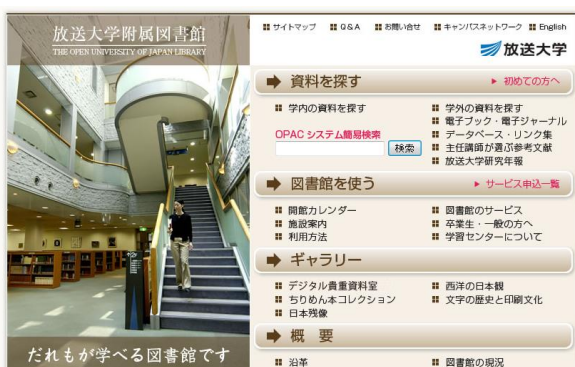 放送大学附属図書館
THE OPEN UNIVERSITY OF JAPAN LIBRARY
サイトマップ Q&A お問い合せ キャンパスネットワーク English
放送大学
資料を探す
初めての方へ
学内の資料を探す
学外の資料を探す
電子ブック・電子ジャーナル
OPAC システム簡易検索
データベース・リンク集
検索
主任講師が選ぶ参考文献
放送大学研究年報
図書館を使う
サービス申込一覧
開館カレンダー
図書館のサービス
施設案内
卒業生・一般の方へ
利用方法
学習センターについて
ギャラリー
デジタル貴重資料室
西洋の日本観
ちりめん本コレクション
文字の歴史と印刷文化
日本残像
概 要
だれもが学べる図書館です
沿革
図書館の現況